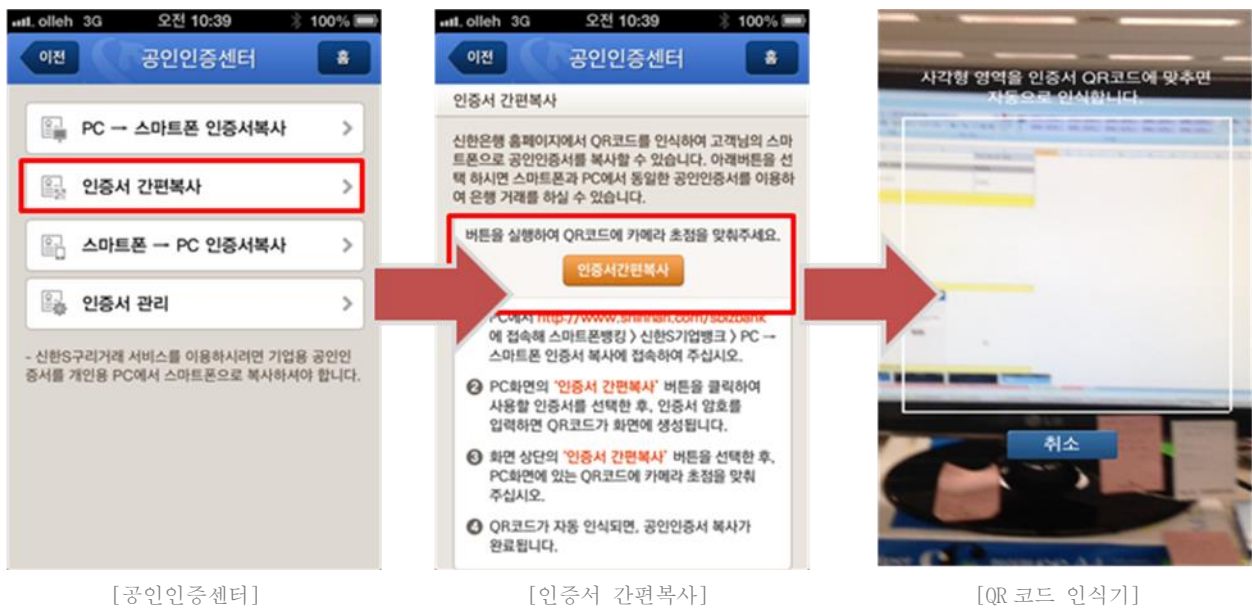 olleh 3G 오전 10:39 100%
이전 공인인증센터 홈
PC → 스마트폰 인증서복사
인증서 간편복사
스마트폰 → PC 인증서복사
인증서 관리
- 신한S구리거래 서비스를 이용하시려면 기업용 공인인
증서를 개인용 PC에서 스마트폰으로 복사하셔야 합니다.
[공인인증센터]
olleh 3G 오전 10:39 100%
이전 공인인증센터 홈
인증서 간편복사
신한은행 홈페이지에서 QR코드를 인식하여 고객님의 스마
트폰으로 공인인증서를 복사할 수 있습니다. 아래버튼을 선
택 하시면 스마트폰과 PC에서 동일한 공인인증서를 이용하
여 은행 거래를 하실 수 있습니다.
버튼을 실행하여 QR코드에 카메라 초점을 맞춰주세요.
인증서간편복사
PC에서 http://www.shinhan.com/sbizbank
에 접속해 스마트폰뱅킹 > 신한S기업뱅크 > PC →
스마트폰 인증서 복사에 접속하여 주십시오.
❷ PC화면의 '인증서 간편복사' 버튼을 클릭하여
사용할 인증서를 선택한 후, 인증서 암호를
입력하면 QR코드가 화면에 생성됩니다.
❸ 화면 상단의 '인증서 간편복사' 버튼을 선택한 후,
PC화면에 있는 QR코드에 카메라 초점을 맞춰
주십시오.
❹ QR코드가 자동 인식되면, 공인인증서 복사가
완료됩니다.
[인증서 간편복사]
사각형 영역을 인증서 QR코드에 맞추면
자동으로 인식합니다.
LG
취소
[QR 코드 인식기]